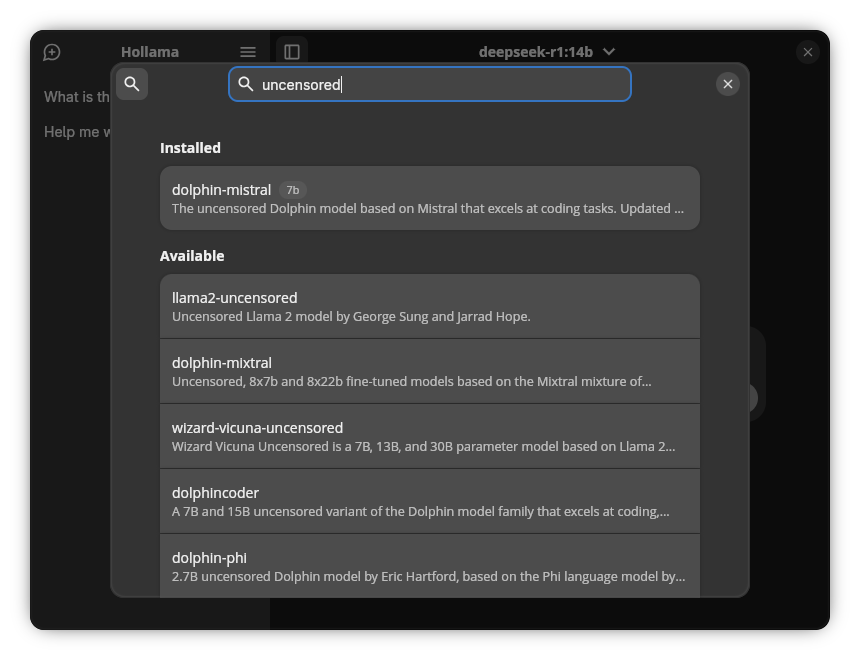 Hollama
deepseek-r1:14b
What is th
Help me w
uncensored
Installed
dolphin-mistral 7b
The uncensored Dolphin model based on Mistral that excels at coding tasks. Updated ...
Available
llama2-uncensored
Uncensored Llama 2 model by George Sung and Jarrad Hope.
dolphin-mixtral
Uncensored, 8x7b and 8x22b fine-tuned models based on the Mixtral mixture of...
wizard-vicuna-uncensored
Wizard Vicuna Uncensored is a 7B, 13B, and 30B parameter model based on Llama 2...
dolphincoder
A 7B and 15B uncensored variant of the Dolphin model family that excels at coding,...
dolphin-phi
2.7B uncensored Dolphin model by Eric Hartford, based on the Phi language model by...